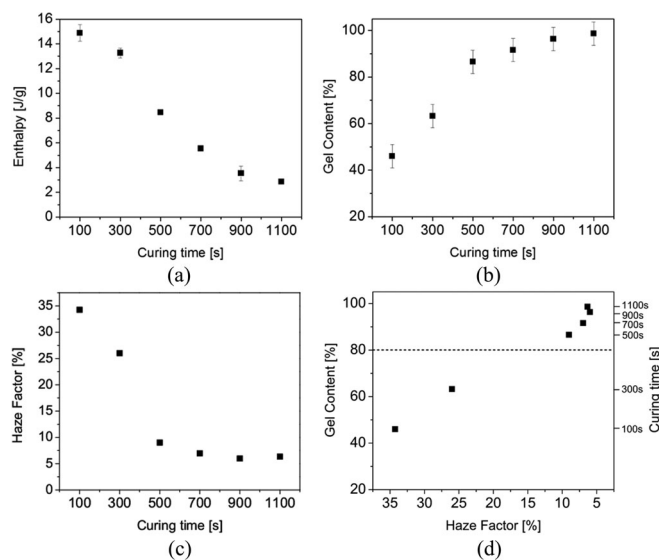 16
14
12
10
8
6
4
2
0
Enthalpy [J/g]
100 300 500 700 900 1100
Curing time [s]
(a)
100
80
60
40
20
Gel Content [%]
100 300 500 700 900 1100
Curing time [s]
(b)
35
30
25
20
15
10
5
0
Haze Factor [%]
100 300 500 700 900 1100
Curing time [s]
(c)
100
80
60
40
20
Gel Content [%]
1100s
900s
700s
500s
300s
100s
Curing time [s]
35 30 25 20 15 10 5
Haze Factor [%]
(d)